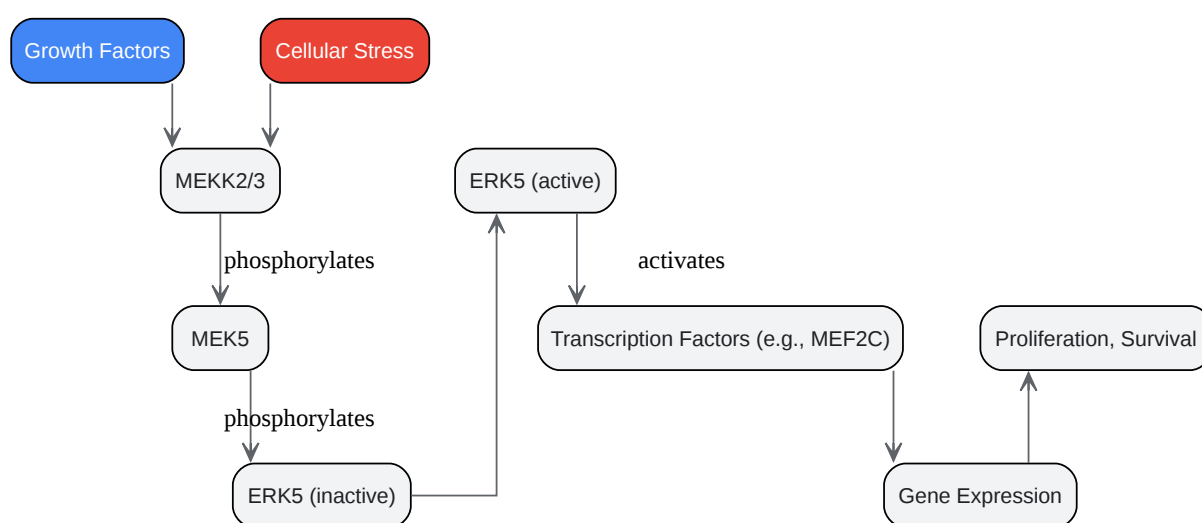 Growth Factors
Cellular Stress
MEKK2/3
ERK5 (active)
phosphorylates
activates
MEK5
Transcription Factors (e.g., MEF2C)
Proliferation, Survival
phosphorylates
ERK5 (inactive)
Gene Expression